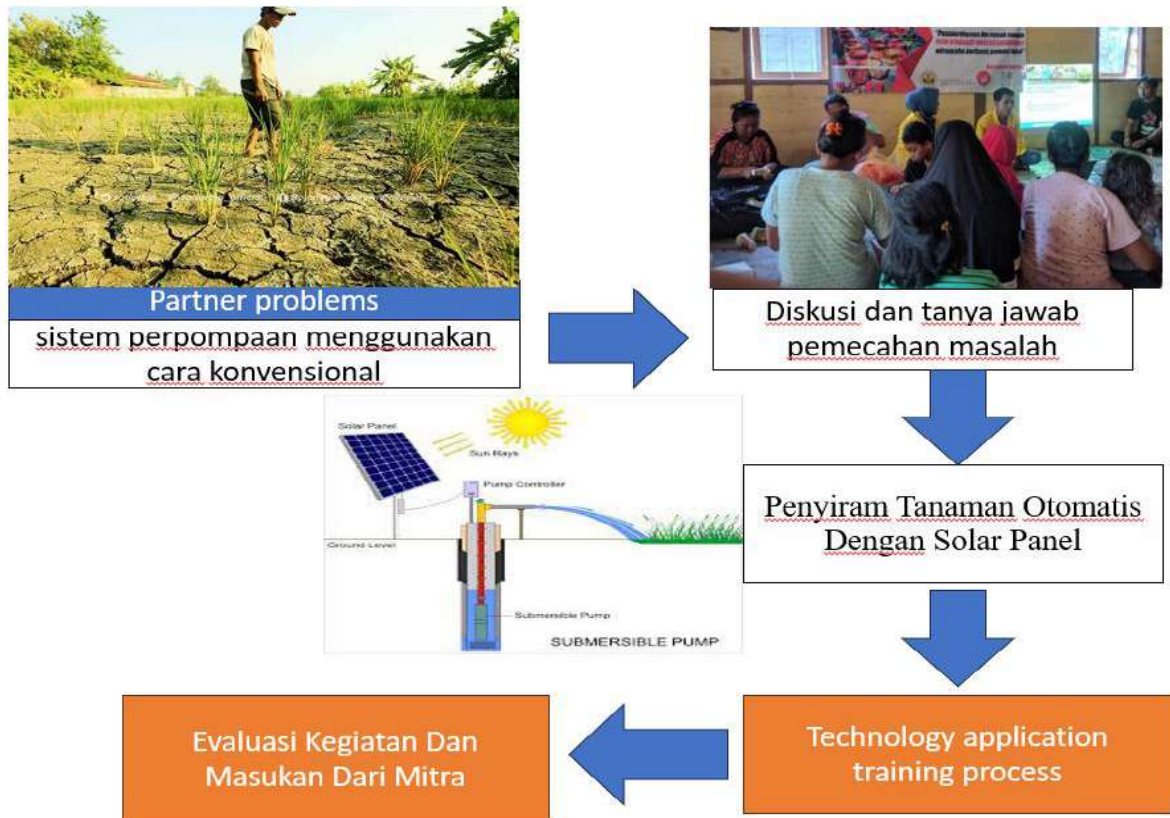 Partner problems
sistem perpompaan menggunakan
cara konvensional
Diskusi dan tanya jawab
pemecahan masalah
Solar Panel
Sun Rays
Pump Controller
Ground Level
Submersible Pump
SUBMERSIBLE PUMP
Penyiram Tanaman Otomatis
Dengan Solar Panel
Technology application
training process
Evaluasi Kegiatan Dan
Masukan Dari Mitra